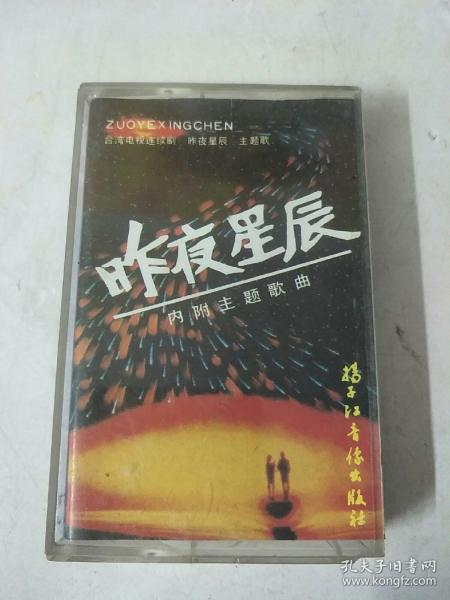 ZUOYEXINGCHEN
台湾电视连续剧 昨夜星辰 主题歌
昨夜星辰
内附主题歌曲
扬子江音像出版社
孔夫子旧书网
www.kongfz.com